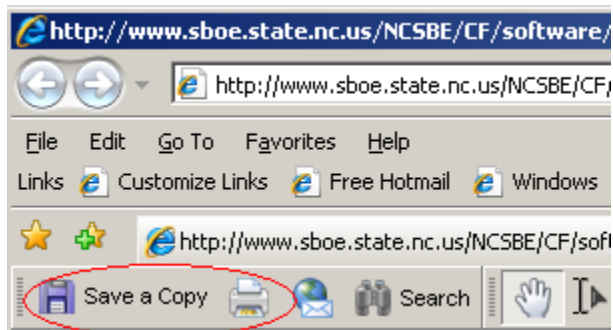 http://www.sboe.state.nc.us/NCSBE/CF/software/
http://www.sboe.state.nc.us/NCSBE/CF/
File Edit Go To Favorites Help
Links Customize Links Free Hotmail Windows
http://www.sboe.state.nc.us/NCSBE/CF/soft
Save a Copy Search